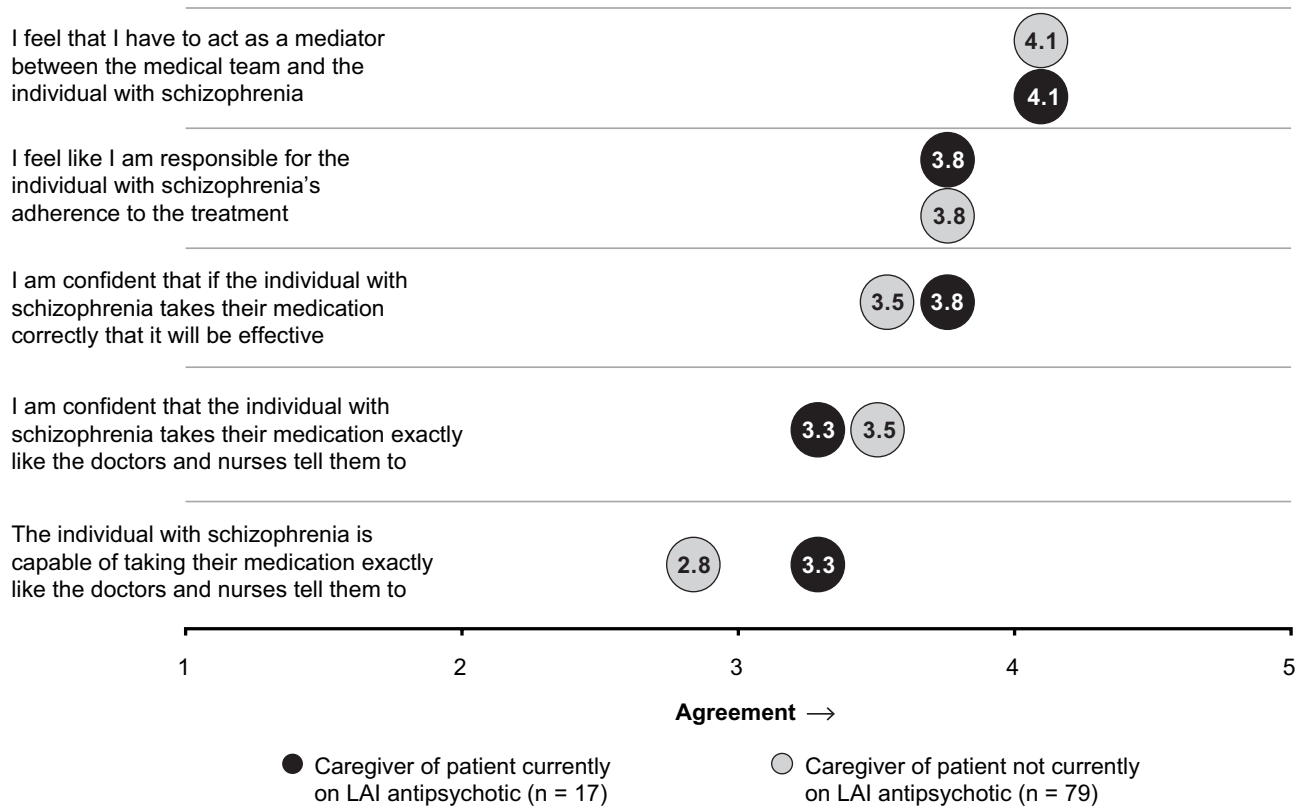 I feel that I have to act as a mediator
between the medical team and the
individual with schizophrenia
4.1
4.1
I feel like I am responsible for the
individual with schizophrenia’s
adherence to the treatment
3.8
3.8
I am confident that if the individual with
schizophrenia takes their medication
correctly that it will be effective
3.5 3.8
I am confident that the individual with
schizophrenia takes their medication exactly
like the doctors and nurses tell them to
3.3 3.5
The individual with schizophrenia is
capable of taking their medication exactly
like the doctors and nurses tell them to
2.8 3.3
1 2 3 4 5
Agreement →
Caregiver of patient currently
on LAI antipsychotic (n = 17)
Caregiver of patient not currently
on LAI antipsychotic (n = 79)